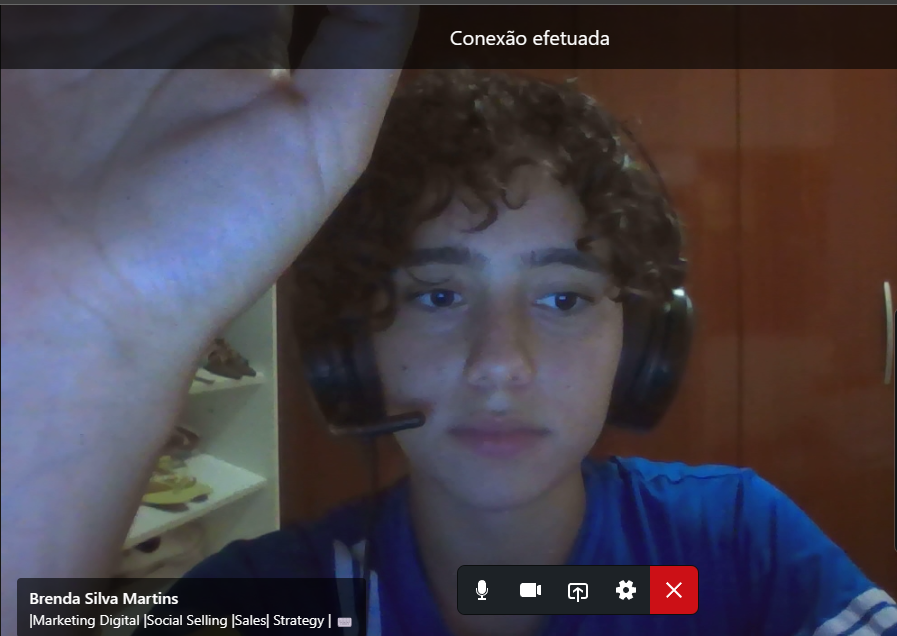 Conexão efetuada
Brenda Silva Martins
|Marketing Digital |Social Selling |Sales| Strategy |